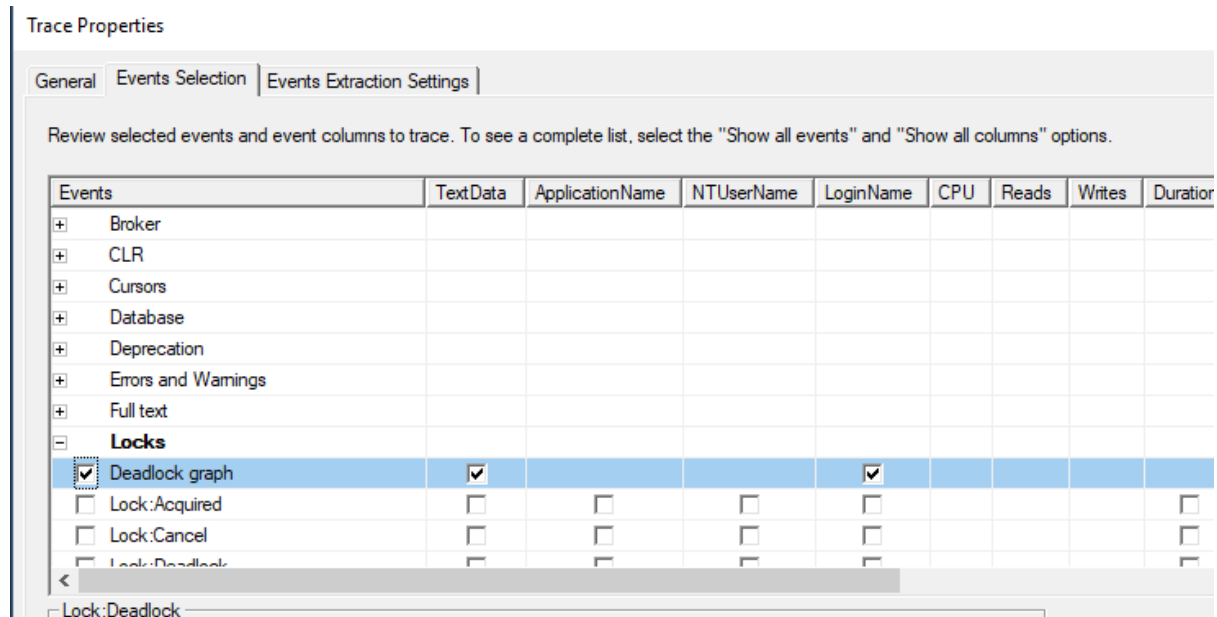 Trace Properties
General Events Selection Events Extraction Settings
Review selected events and event columns to trace. To see a complete list, select the "Show all events" and "Show all columns" options.
Events TextData ApplicationName NTUserName LoginName CPU Reads Writes Duration
Broker
CLR
Cursors
Database
Deprecation
Errors and Warnings
Full text
Locks
Deadlock graph
Lock:Acquired
Lock:Cancel
Lock:Deadlock
Lock:Deadlock